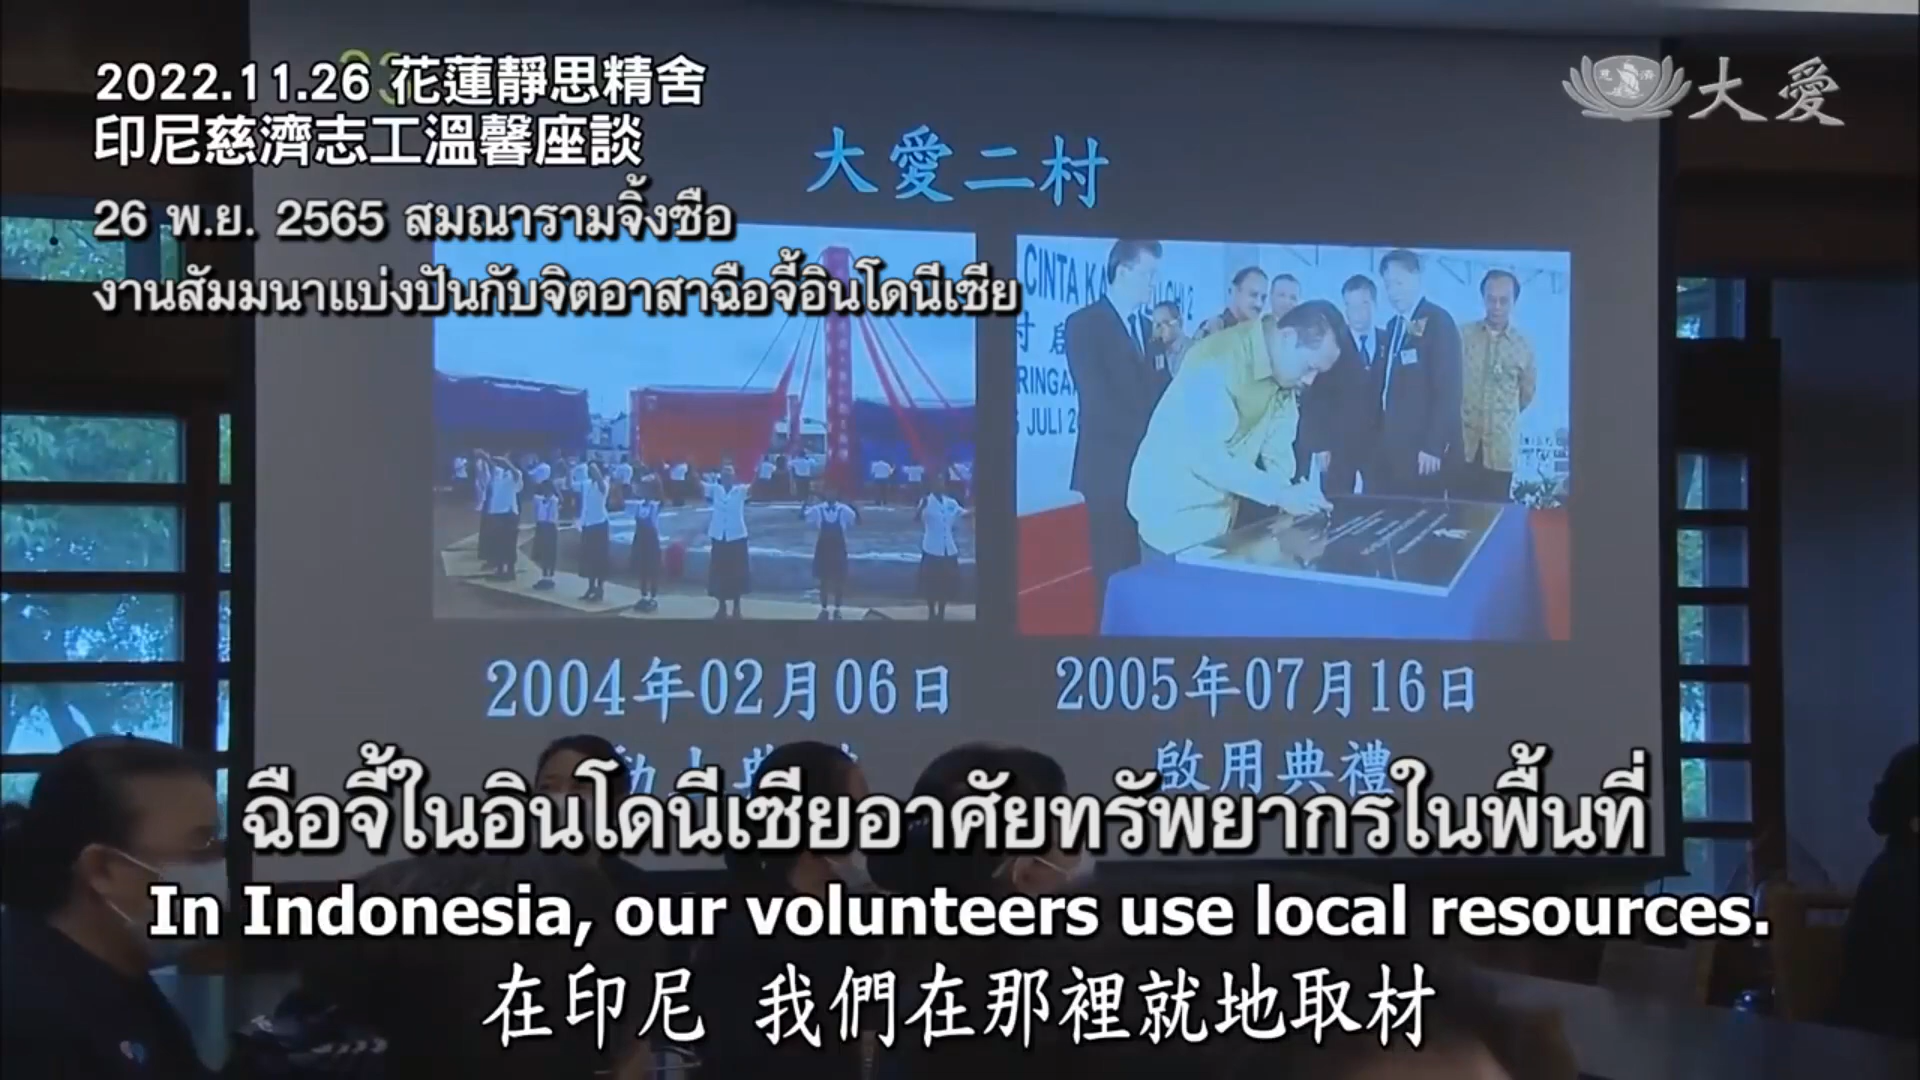 2022.11.26 花蓮靜思精舍
印尼慈濟志工溫馨座談
26 พ.ย. 2565 สมณารามจิ้งซือ
งานสัมมนาแบ่งปันกับจิตอาสาฉือจี้อินโดนีเซีย
大愛
大愛二村
CINTA KA
JULI 2
2004年02月06日
2005年07月16日
啟用典禮
ฉือจี้ในอินโดนีเซียอาศัยทรัพยากรในพื้นที่
In Indonesia, our volunteers use local resources.
在印尼 我們在那裡就地取材